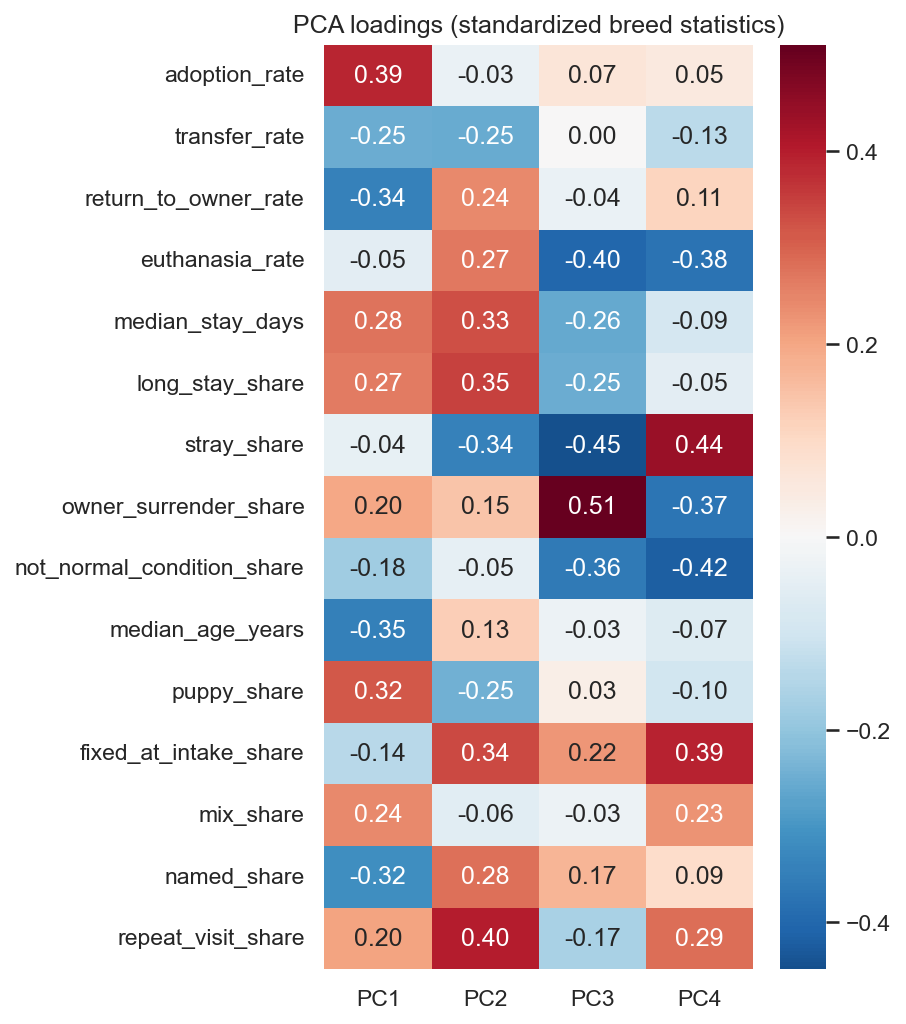 PCA loadings (standardized breed statistics)
adoption_rate 0.39 -0.03 0.07 0.05
transfer_rate -0.25 -0.25 0.00 -0.13
return_to_owner_rate -0.34 0.24 -0.04 0.11
euthanasia_rate -0.05 0.27 -0.40 -0.38
median_stay_days 0.28 0.33 -0.26 -0.09
long_stay_share 0.27 0.35 -0.25 -0.05
stray_share -0.04 -0.34 -0.45 0.44
owner_surrender_share 0.20 0.15 0.51 -0.37
not_normal_condition_share -0.18 -0.05 -0.36 -0.42
median_age_years -0.35 0.13 -0.03 -0.07
puppy_share 0.32 -0.25 0.03 -0.10
fixed_at_intake_share -0.14 0.34 0.22 0.39
mix_share 0.24 -0.06 -0.03 0.23
named_share -0.32 0.28 0.17 0.09
repeat_visit_share 0.20 0.40 -0.17 0.29
PC1 PC2 PC3 PC4
0.4
0.2
0.0
−0.2
−0.4